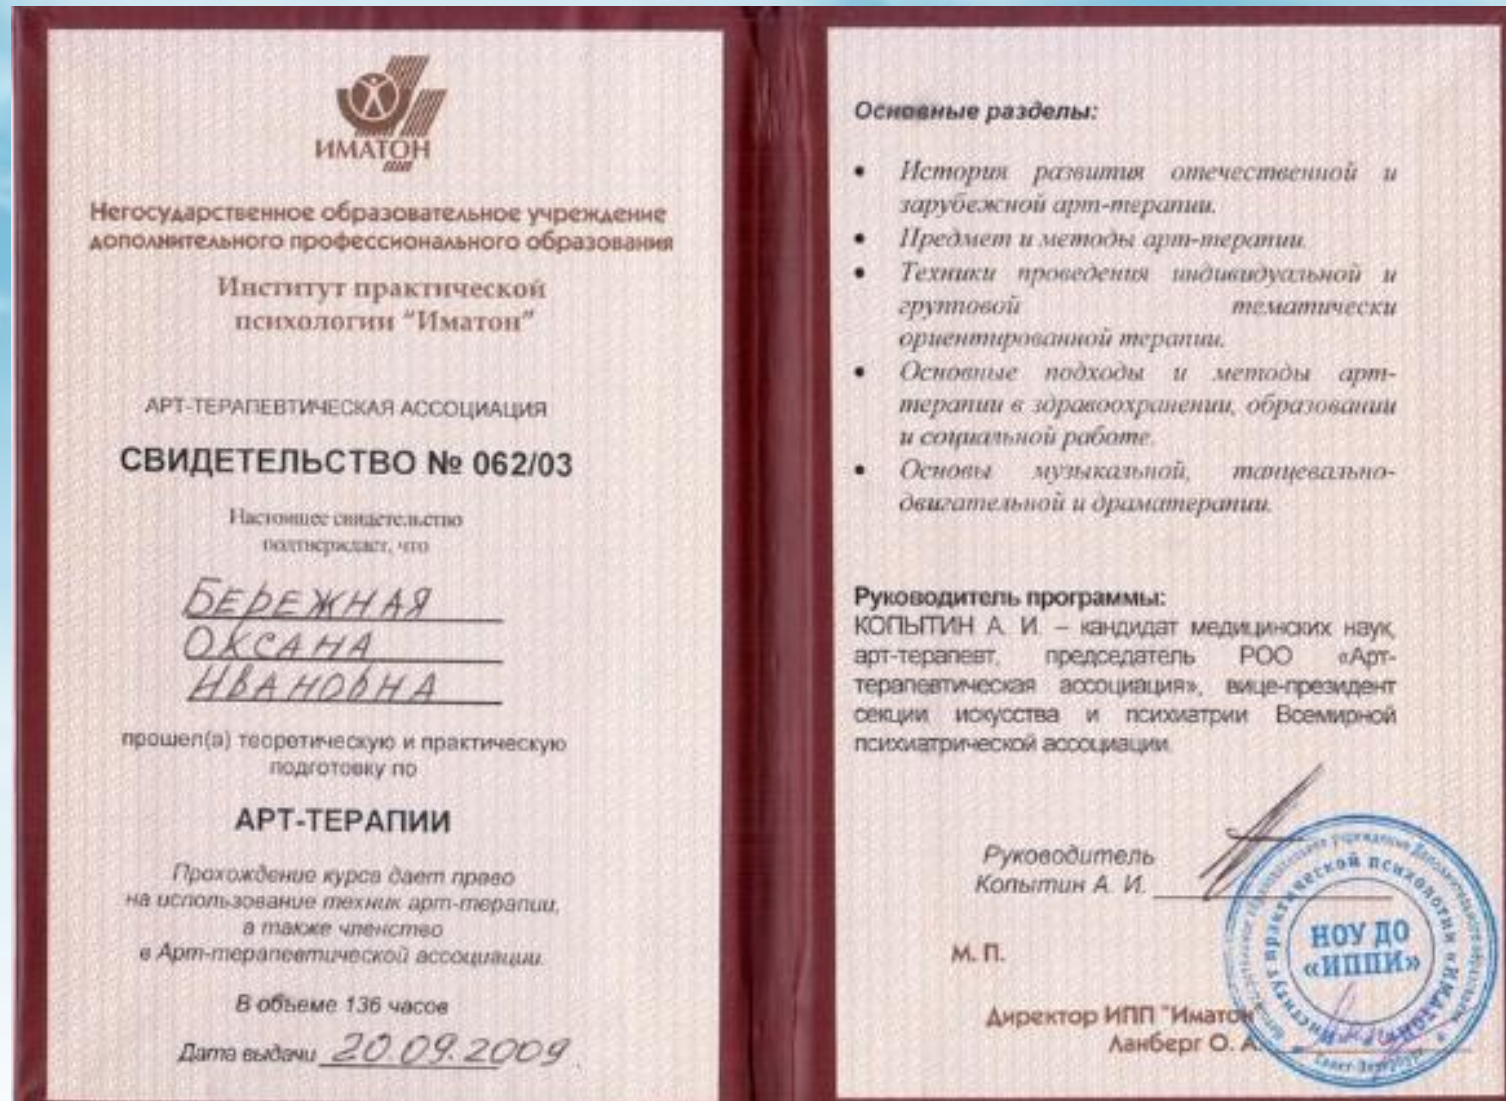 ИМАТОН
Негосударственное образовательное учреждение
дополнительного профессионального образования
Институт практической
психологии "Иматон"
АРТ-ТЕРАПЕВТИЧЕСКАЯ АССОЦИАЦИЯ
СВИДЕТЕЛЬСТВО № 062/03
Настоящее свидетельство
подтверждает, что
БЕРЕЖНАЯ
ОКСАНА
ИВАНОВНА
прошел(а) теоретическую и практическую
подготовку по
АРТ-ТЕРАПИИ
Прохождение курса дает право
на использование техник арт-терапии,
а также членство
в Арт-терапевтической ассоциации.
В объеме 136 часов
Дата выдачи 20.09.2009
Основные разделы:
• История развития отечественной и
зарубежной арт-терапии.
• Предмет и методы арт-терапии.
• Техники проведения индивидуальной и
групповой тематически
ориентированной терапии.
• Основные подходы и методы арт-
терапии в здравоохранении, образовании
и социальной работе.
• Основы музыкальной, танцевально-
двигательной и драматерапии.
Руководитель программы:
КОПЫТИН А. И. – кандидат медицинских наук,
арт-терапевт, председатель РОО «Арт-
терапевтическая ассоциация», вице-президент
секции искусства и психиатрии Всемирной
психиатрической ассоциации.
Руководитель
Копытин А. И.
М. П.
Директор ИПП "Иматон"
Ланберг О. А.
Институт практической психологии «Иматон»
НОУ ДО
«ИППИ»
Санкт-Петербург